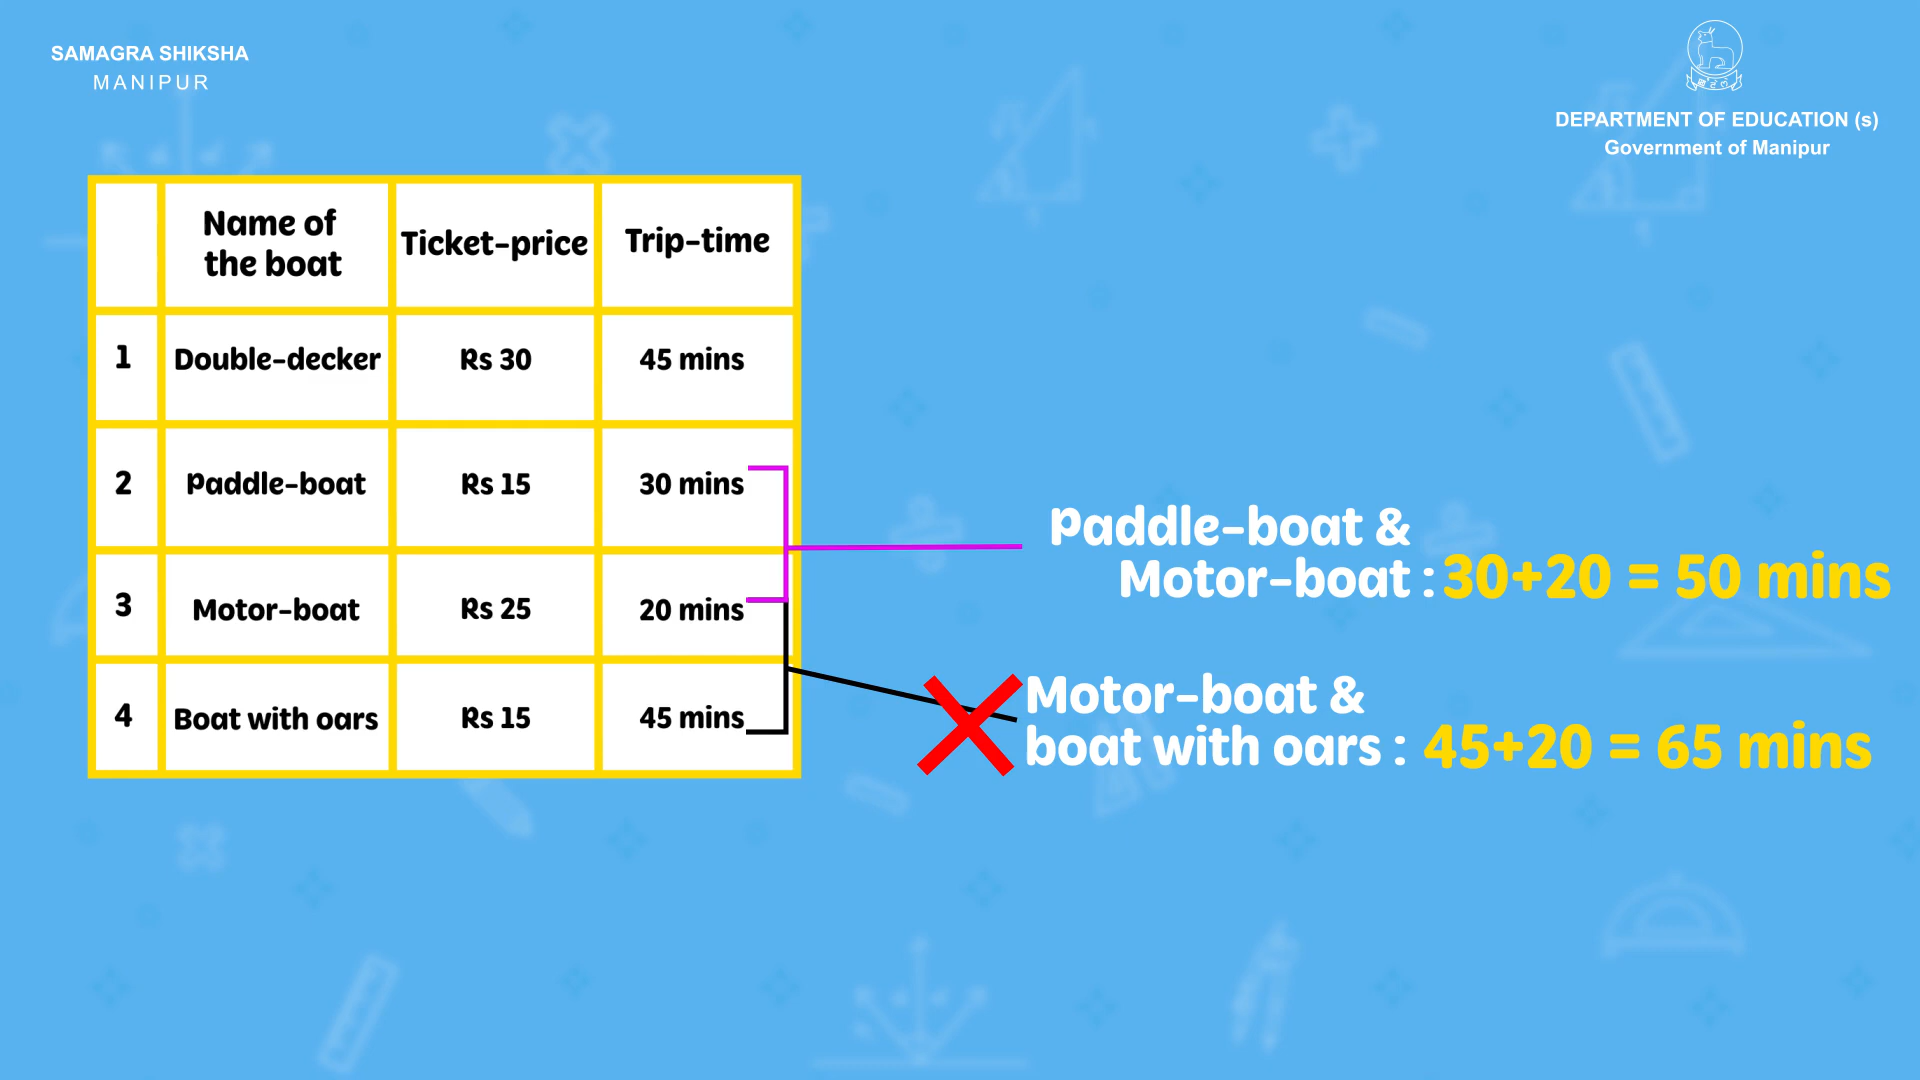 SAMAGRA SHIKSHA
MANIPUR
DEPARTMENT OF EDUCATION (s)
Government of Manipur
Name of
the boat
Ticket-price
Trip-time
1
Double-decker
Rs 30
45 mins
2
Paddle-boat
Rs 15
30 mins
3
Motor-boat
Rs 25
20 mins
4
Boat with oars
Rs 15
45 mins
Paddle-boat &
Motor-boat : 30+20 = 50 mins
Motor-boat &
boat with oars : 45+20 = 65 mins